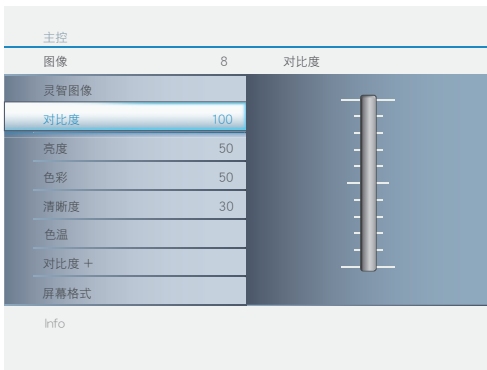 主控
图像 8 对比度
灵智图像
对比度 100
亮度 50
色彩 50
清晰度 30
色温
对比度 +
屏幕格式
Info